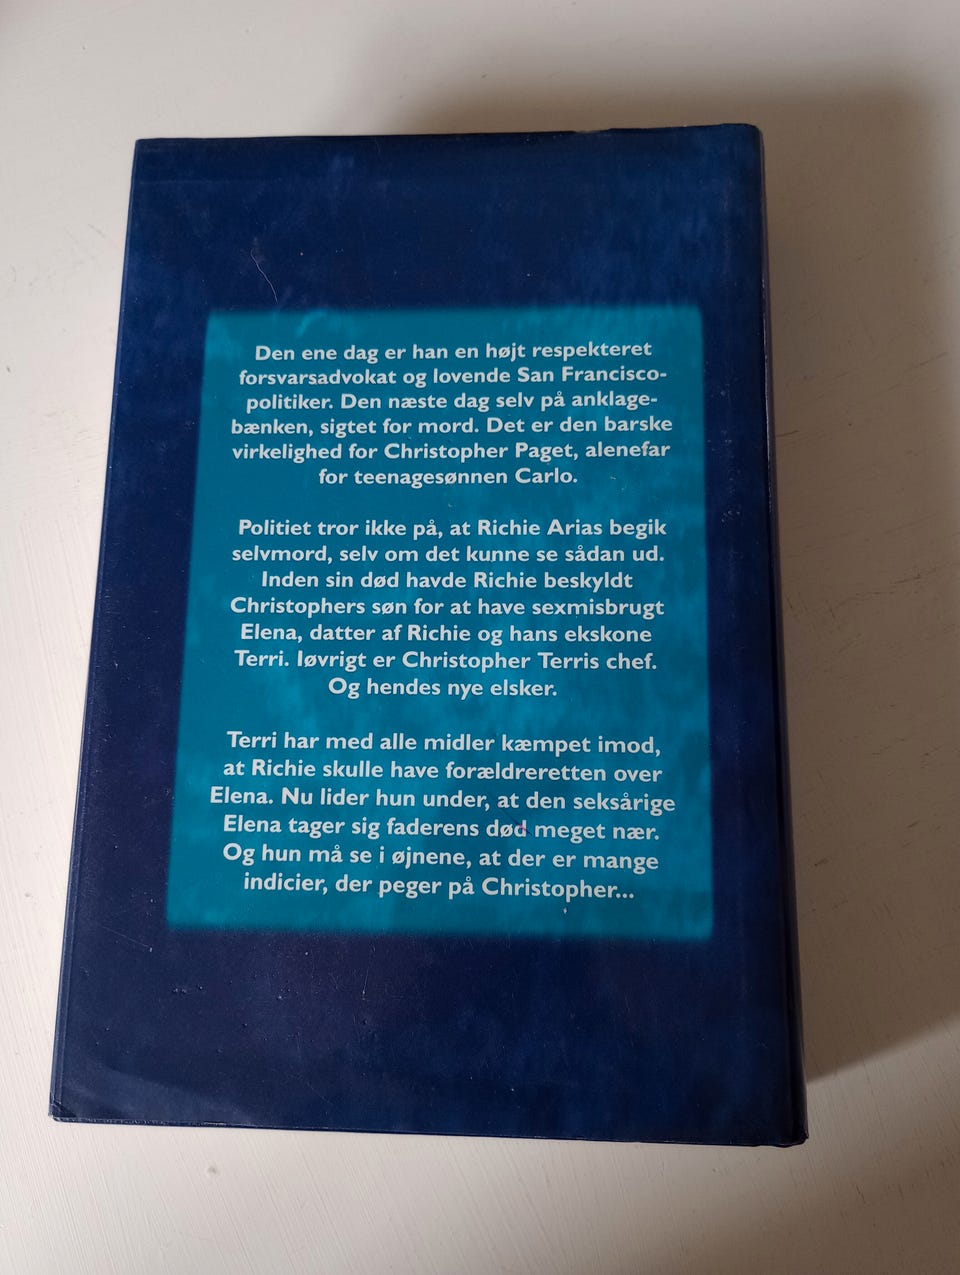 Den ene dag er han en højt respekteret
forsvarsadvokat og lovende San Francisco-
politiker. Den næste dag selv på anklage-
bænken, sigtet for mord. Det er den barske
virkelighed for Christopher Paget, alenefar
for teenagesønnen Carlo.
Politiet tror ikke på, at Richie Arias begik
selvmord, selv om det kunne se sådan ud.
Inden sin død havde Richie beskyldt
Christophers søn for at have sexmisbrugt
Elena, datter af Richie og hans ekskone
Terri. Iøvrigt er Christopher Terris chef.
Og hendes nye elsker.
Terri har med alle midler kæmpet imod,
at Richie skulle have forældreretten over
Elena. Nu lider hun under, at den seksårige
Elena tager sig faderens død meget nær.
Og hun må se i øjnene, at der er mange
indicier, der peger på Christopher...